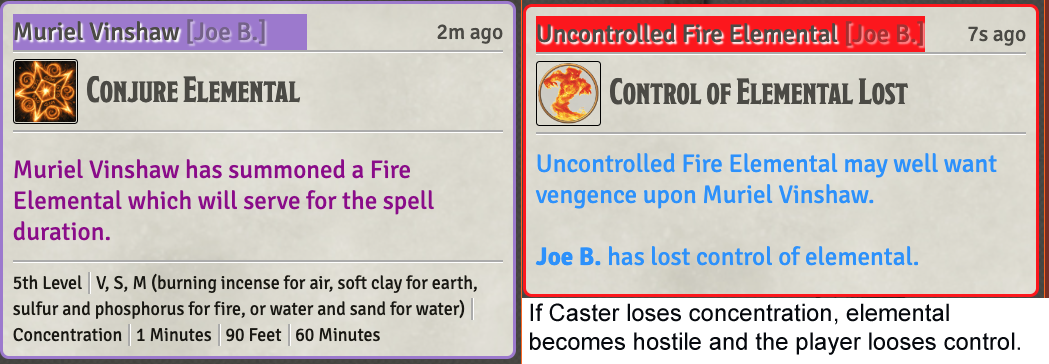 Muriel Vinshaw [Joe B.] 2m ago
CONJURE ELEMENTAL
Muriel Vinshaw has summoned a Fire
Elemental which will serve for the spell
duration.
5th Level | V, S, M (burning incense for air, soft clay for earth,
sulfur and phosphorus for fire, or water and sand for water) |
Concentration | 1 Minutes | 90 Feet | 60 Minutes
Uncontrolled Fire Elemental [Joe B.] 7s ago
CONTROL OF ELEMENTAL LOST
Uncontrolled Fire Elemental may well want
vengence upon Muriel Vinshaw.
Joe B. has lost control of elemental.
If Caster loses concentration, elemental
becomes hostile and the player looses control.